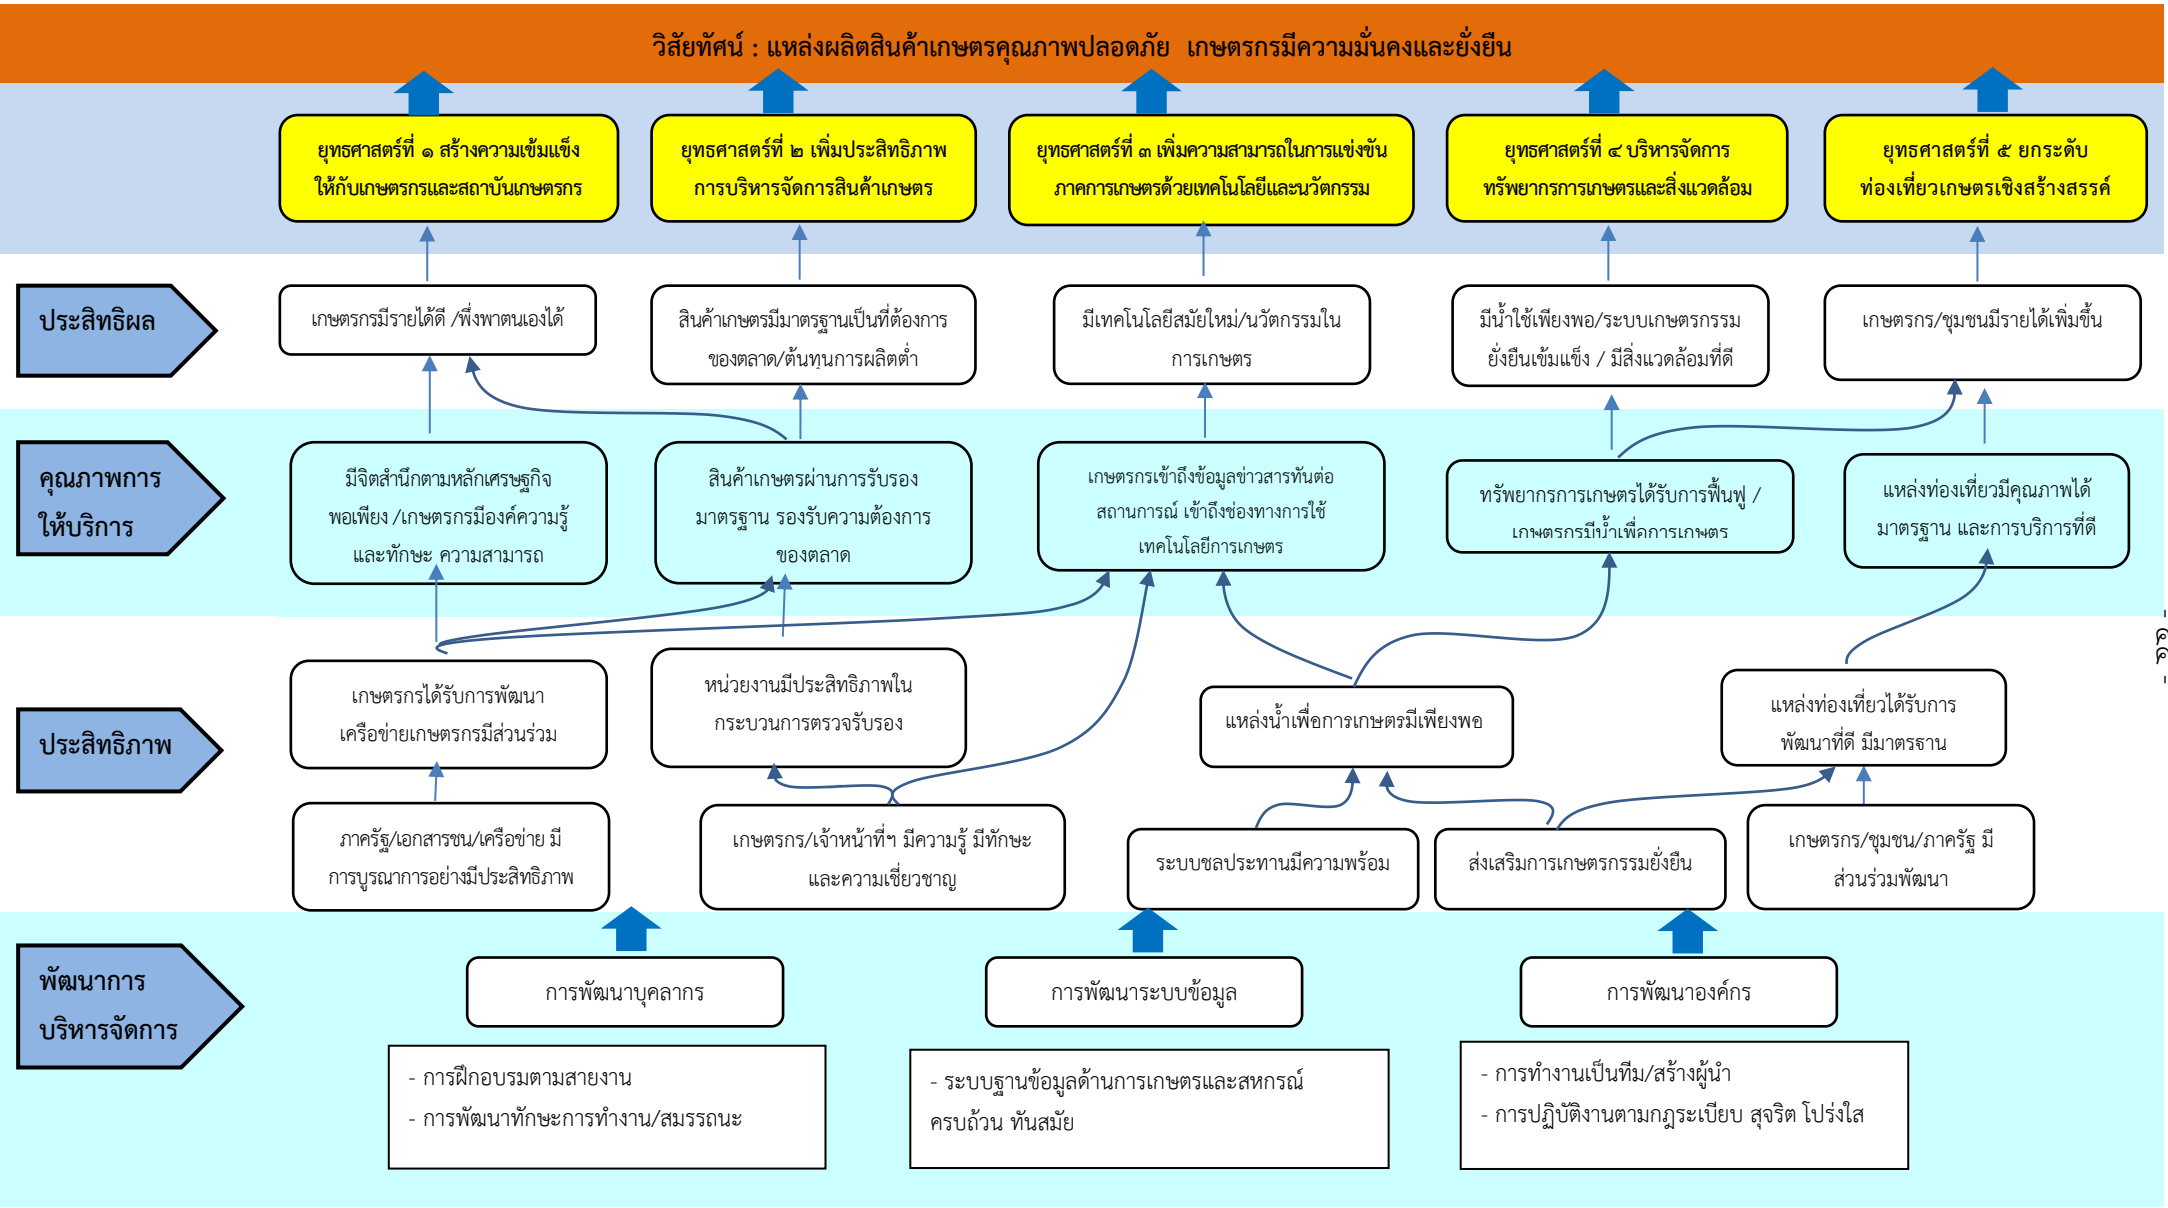 วิสัยทัศน์ : แหล่งผลิตสินค้าเกษตรคุณภาพปลอดภัย เกษตรกรมีความมั่นคงและยั่งยืน
ยุทธศาสตร์ที่ ๑ สร้างความเข้มแข็ง
ให้กับเกษตรกรและสถาบันเกษตรกร
ยุทธศาสตร์ที่ ๒ เพิ่มประสิทธิภาพ
การบริหารจัดการสินค้าเกษตร
ยุทธศาสตร์ที่ ๓ เพิ่มความสามารถในการแข่งขัน
ภาคการเกษตรด้วยเทคโนโลยีและนวัตกรรม
ยุทธศาสตร์ที่ ๔ บริหารจัดการ
ทรัพยากรการเกษตรและสิ่งแวดล้อม
ยุทธศาสตร์ที่ ๕ ยกระดับ
ท่องเที่ยวเกษตรเชิงสร้างสรรค์
ประสิทธิผล
เกษตรกรมีรายได้ดี /พึ่งพาตนเองได้
สินค้าเกษตรมีมาตรฐานเป็นที่ต้องการ
ของตลาด/ต้นทุนการผลิตต่ำ
มีเทคโนโลยีสมัยใหม่/นวัตกรรมใน
การเกษตร
มีน้ำใช้เพียงพอ/ระบบเกษตรกรรม
ยั่งยืนเข้มแข็ง / มีสิ่งแวดล้อมที่ดี
เกษตรกร/ชุมชนมีรายได้เพิ่มขึ้น
คุณภาพการ
ให้บริการ
มีจิตสำนึกตามหลักเศรษฐกิจ
พอเพียง /เกษตรกรมีองค์ความรู้
และทักษะ ความสามารถ
สินค้าเกษตรผ่านการรับรอง
มาตรฐาน รองรับความต้องการ
ของตลาด
เกษตรกรเข้าถึงข้อมูลข่าวสารทันต่อ
สถานการณ์ เข้าถึงช่องทางการใช้
เทคโนโลยีการเกษตร
ทรัพยากรการเกษตรได้รับการฟื้นฟู /
เกษตรกรมีน้ำเพื่อการเกษตร
แหล่งท่องเที่ยวมีคุณภาพได้
มาตรฐาน และการบริการที่ดี
- ๑๑ -
ประสิทธิภาพ
เกษตรกรได้รับการพัฒนา
เครือข่ายเกษตรกรมีส่วนร่วม
หน่วยงานมีประสิทธิภาพใน
กระบวนการตรวจรับรอง
แหล่งน้ำเพื่อการเกษตรมีเพียงพอ
แหล่งท่องเที่ยวได้รับการ
พัฒนาที่ดี มีมาตรฐาน
ภาครัฐ/เอกสารชน/เครือข่าย มี
การบูรณาการอย่างมีประสิทธิภาพ
เกษตรกร/เจ้าหน้าที่ฯ มีความรู้ มีทักษะ
และความเชี่ยวชาญ
ระบบชลประทานมีความพร้อม
ส่งเสริมการเกษตรกรรมยั่งยืน
เกษตรกร/ชุมชน/ภาครัฐ มี
ส่วนร่วมพัฒนา
พัฒนาการ
บริหารจัดการ
การพัฒนาบุคลากร
การพัฒนาระบบข้อมูล
การพัฒนาองค์กร
- การฝึกอบรมตามสายงาน
- การพัฒนาทักษะการทำงาน/สมรรถนะ
- ระบบฐานข้อมูลด้านการเกษตรและสหกรณ์
ครบถ้วน ทันสมัย
- การทำงานเป็นทีม/สร้างผู้นำ
- การปฏิบัติงานตามกฎระเบียบ สุจริต โปร่งใส